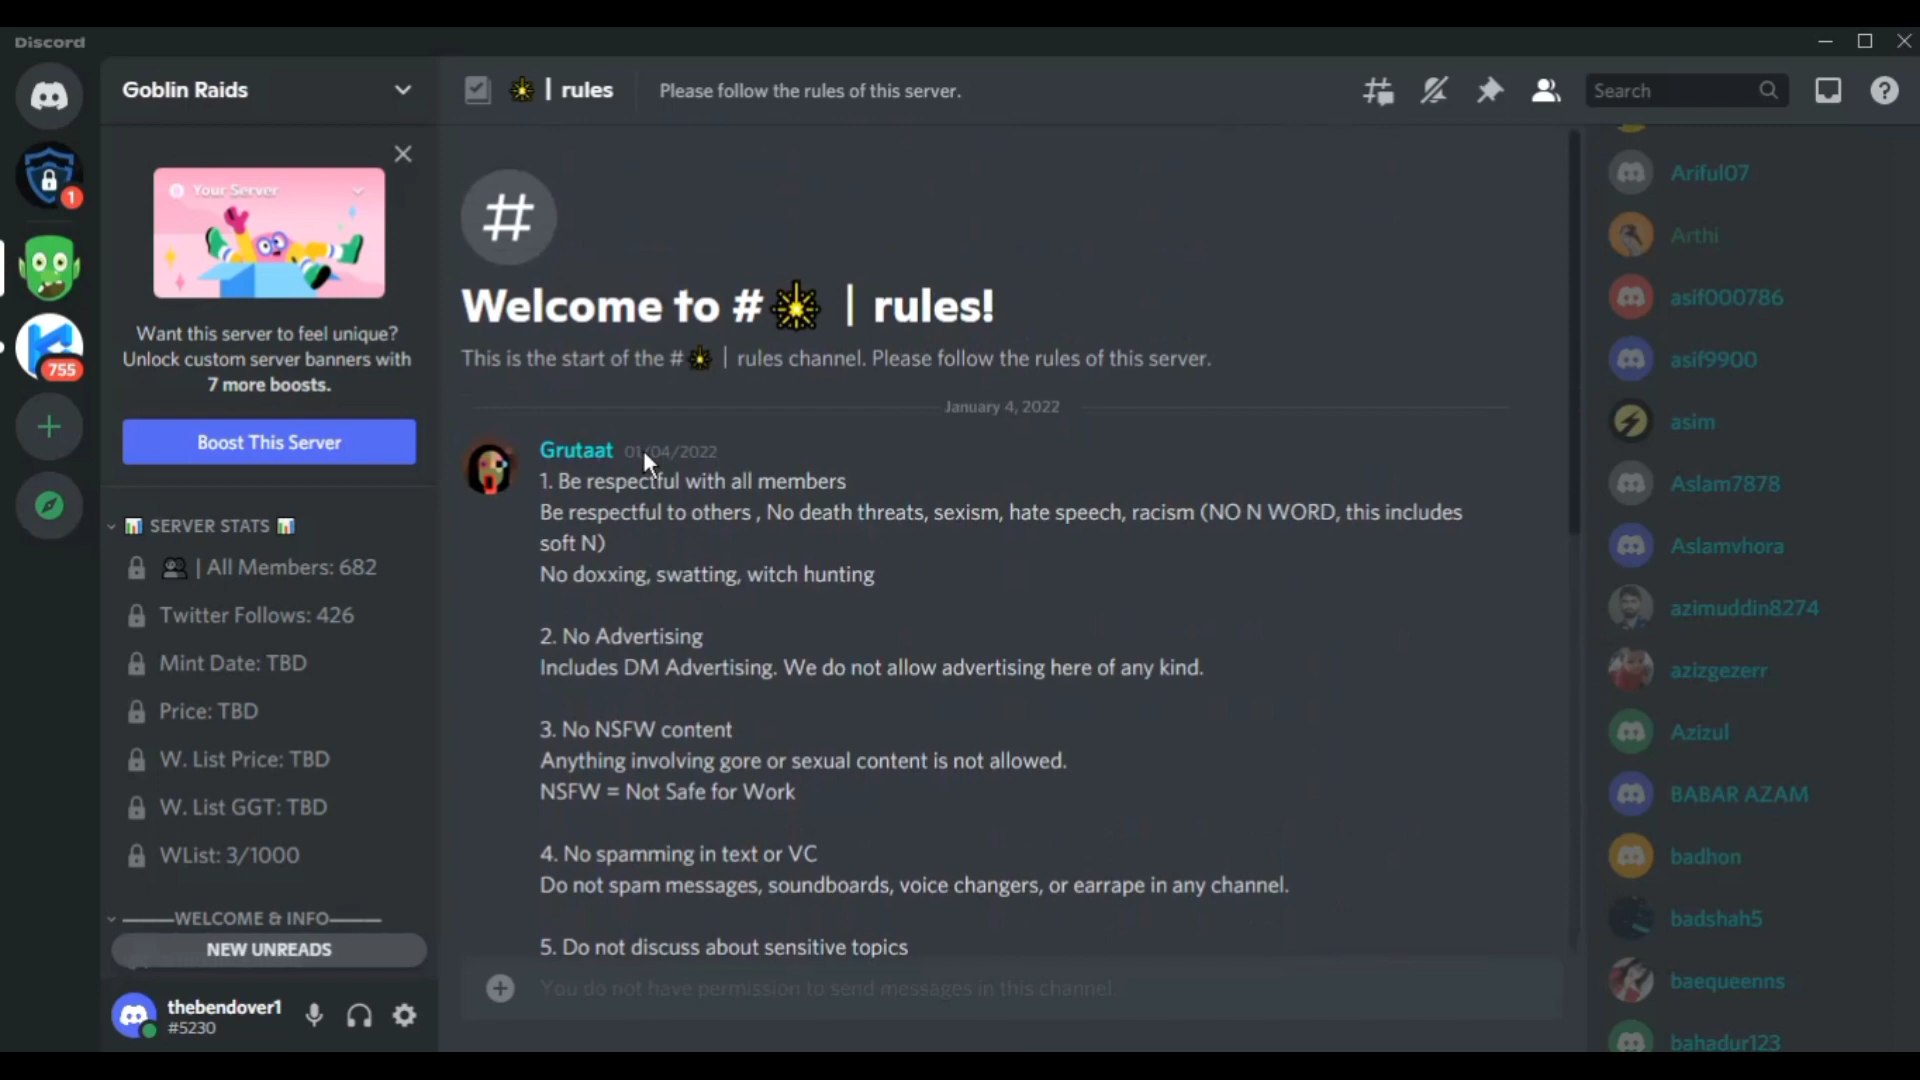 Discord
Goblin Raids
| rules
Please follow the rules of this server.
Search
1
755
Your Server
Want this server to feel unique?
Unlock custom server banners with
7 more boosts.
Boost This Server
SERVER STATS
| All Members: 682
Twitter Follows: 426
Mint Date: TBD
Price: TBD
W. List Price: TBD
W. List GGT: TBD
WList: 3/1000
———WELCOME & INFO———
NEW UNREADS
thebendover1
#5230
#
Welcome to # | rules!
This is the start of the # | rules channel. Please follow the rules of this server.
January 4, 2022
Grutaat 01/04/2022
1. Be respectful with all members
Be respectful to others , No death threats, sexism, hate speech, racism (NO N WORD, this includes
soft N)
No doxxing, swatting, witch hunting
2. No Advertising
Includes DM Advertising. We do not allow advertising here of any kind.
3. No NSFW content
Anything involving gore or sexual content is not allowed.
NSFW = Not Safe for Work
4. No spamming in text or VC
Do not spam messages, soundboards, voice changers, or earrape in any channel.
5. Do not discuss about sensitive topics
You do not have permission to send messages in this channel.
Ariful07
Arthi
asif000786
asif9900
asim
Aslam7878
Aslamvhora
azimuddin8274
azizgezerr
Azizul
BABAR AZAM
badhon
badshah5
baequeenns
bahadur123